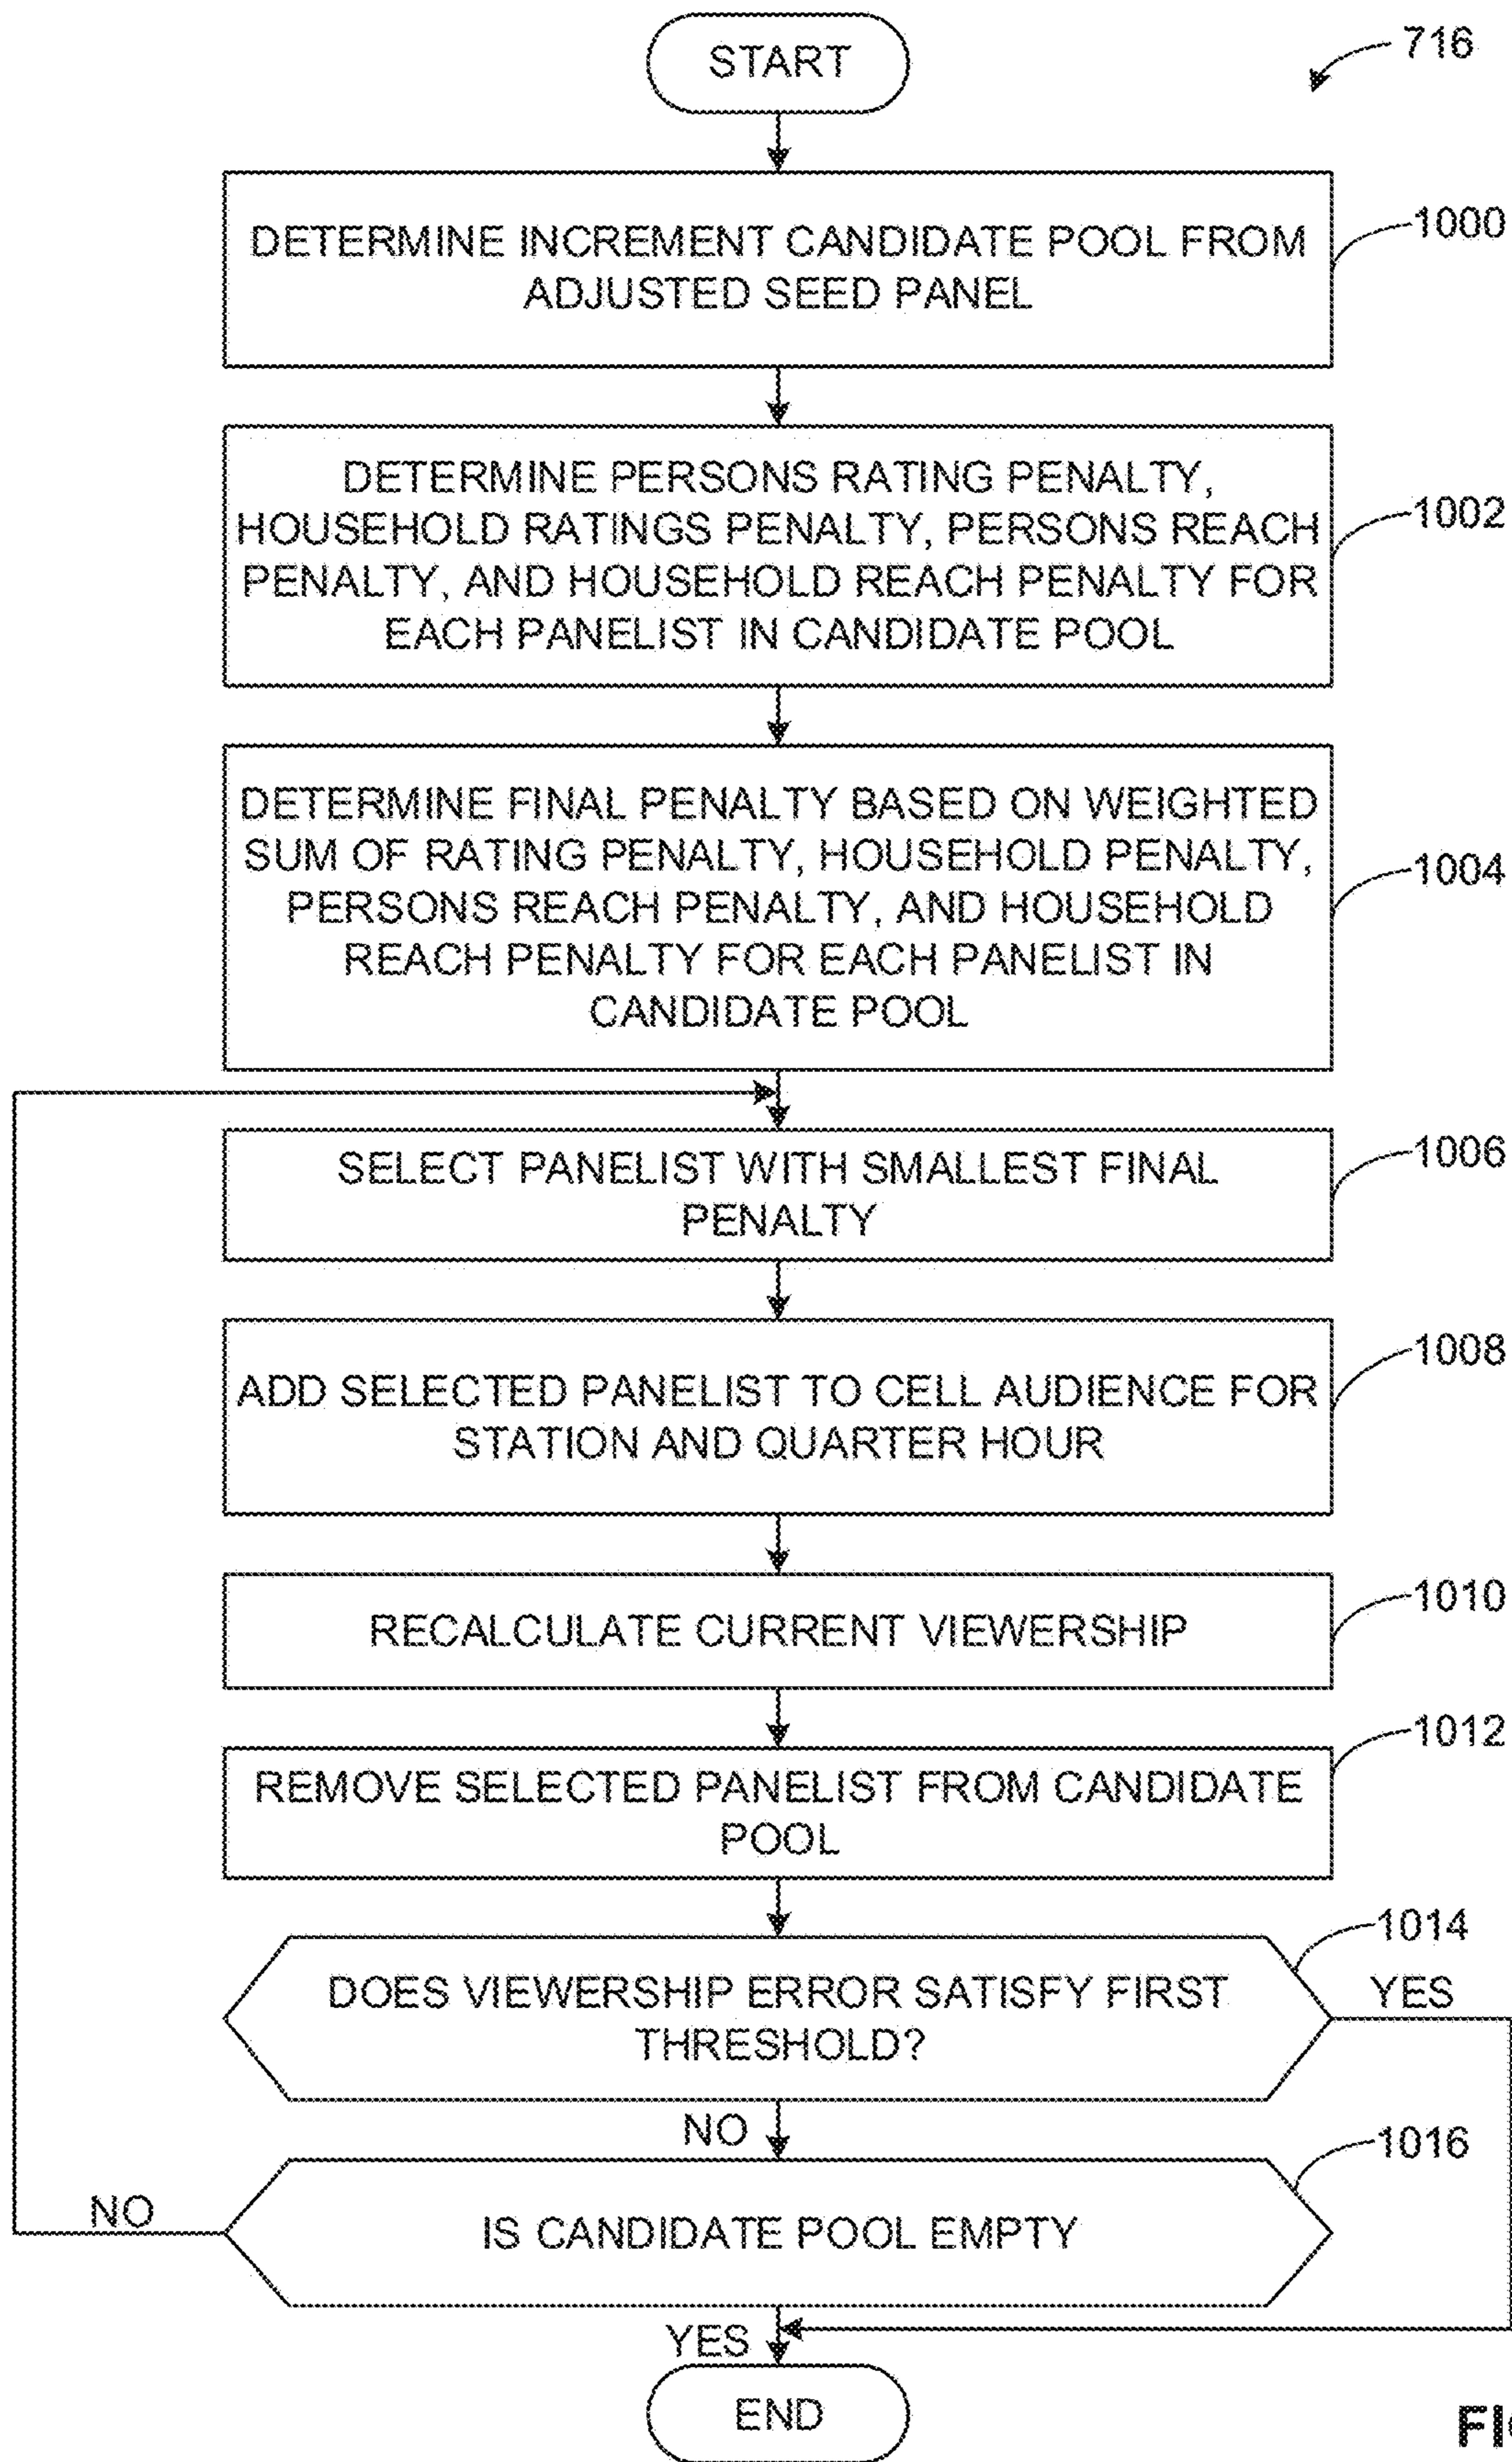 START
716
DETERMINE INCREMENT CANDIDATE POOL FROM
ADJUSTED SEED PANEL
1000
DETERMINE PERSONS RATING PENALTY,
HOUSEHOLD RATINGS PENALTY, PERSONS REACH
PENALTY, AND HOUSEHOLD REACH PENALTY FOR
EACH PANELIST IN CANDIDATE POOL
1002
DETERMINE FINAL PENALTY BASED ON WEIGHTED
SUM OF RATING PENALTY, HOUSEHOLD PENALTY,
PERSONS REACH PENALTY, AND HOUSEHOLD
REACH PENALTY FOR EACH PANELIST IN
CANDIDATE POOL
1004
SELECT PANELIST WITH SMALLEST FINAL
PENALTY
1006
ADD SELECTED PANELIST TO CELL AUDIENCE FOR
STATION AND QUARTER HOUR
1008
RECALCULATE CURRENT VIEWERSHIP
1010
REMOVE SELECTED PANELIST FROM CANDIDATE
POOL
1012
DOES VIEWERSHIP ERROR SATISFY FIRST
THRESHOLD?
1014
YES
NO
IS CANDIDATE POOL EMPTY
1016
NO
YES
END